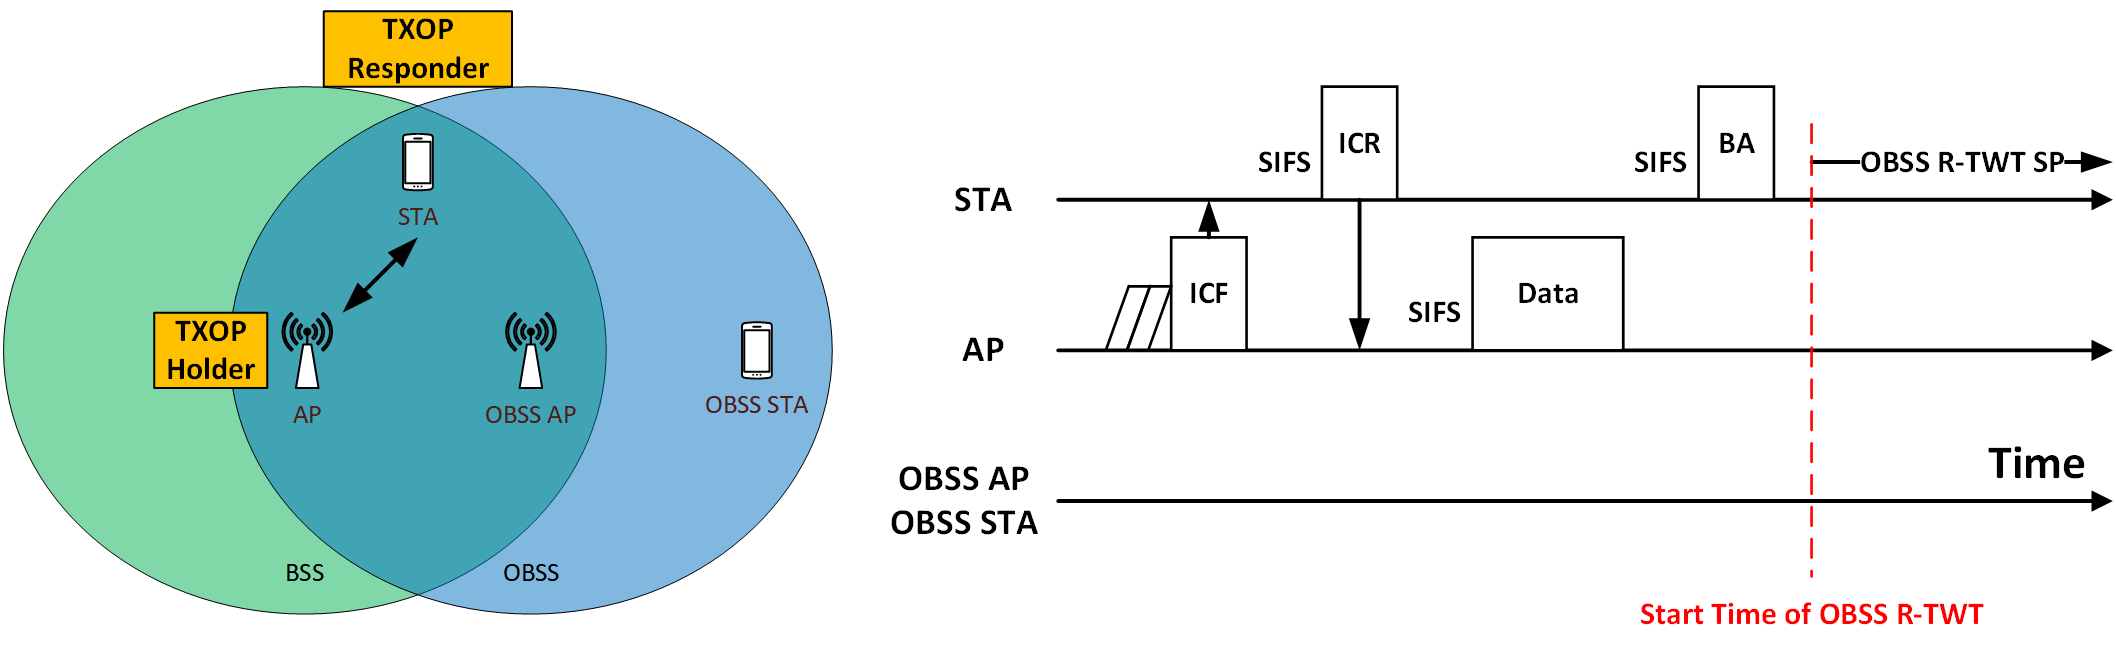 TXOP
Responder
STA
TXOP
Holder
AP
OBSS AP
OBSS STA
BSS
OBSS
ICR
SIFS
BA
SIFS
OBSS R-TWT SP
STA
ICF
SIFS
Data
AP
OBSS AP
OBSS STA
Time
Start Time of OBSS R-TWT